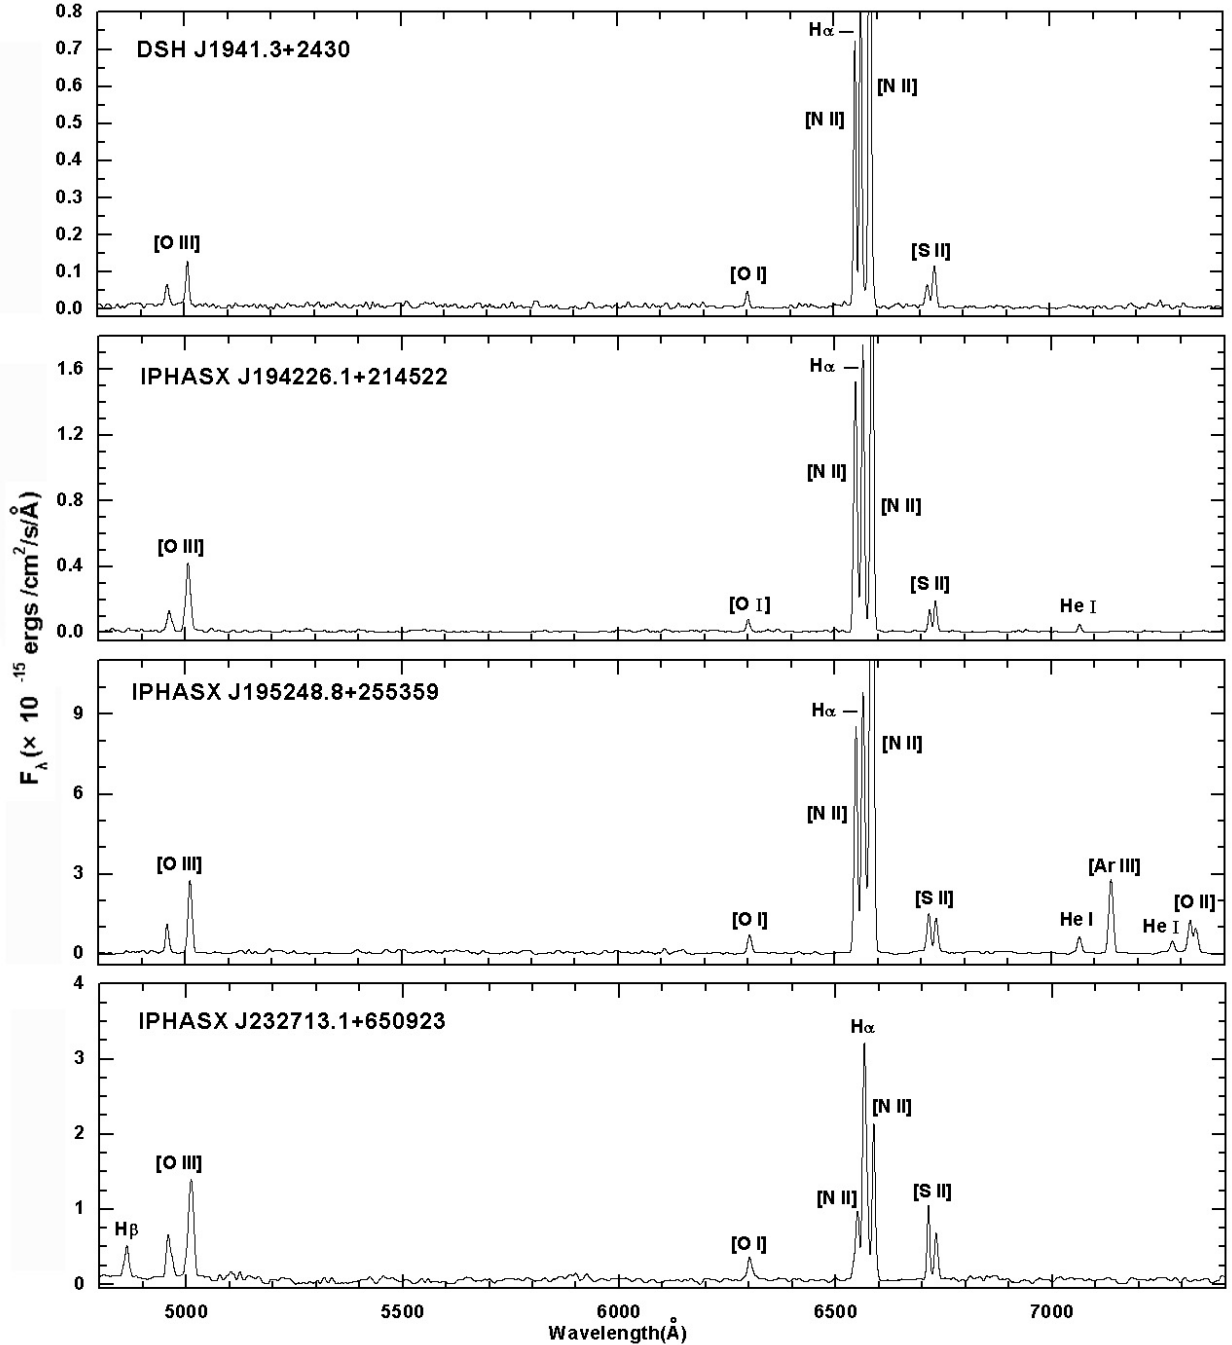 DSH J1941.3+2430
0.8
0.7
0.6
0.5
0.4
0.3
0.2
0.1
0.0
Hα
[N II]
[N II]
[O III]
[O I]
[S II]
IPHASX J194226.1+214522
1.6
1.2
0.8
0.4
0.0
Hα
[N II]
[N II]
[O III]
[O I]
[S II]
He I
IPHASX J195248.8+255359
9
6
3
0
Hα
[N II]
[N II]
[O III]
[O I]
[S II]
He I
[Ar III]
He I
[O II]
IPHASX J232713.1+650923
4
3
2
1
0
Hβ
[O III]
[O I]
[N II]
Hα
[N II]
[S II]
5000 5500 6000 6500 7000
Wavelength(Å)
Fλ (× 10 -15 ergs /cm2/s/Å)